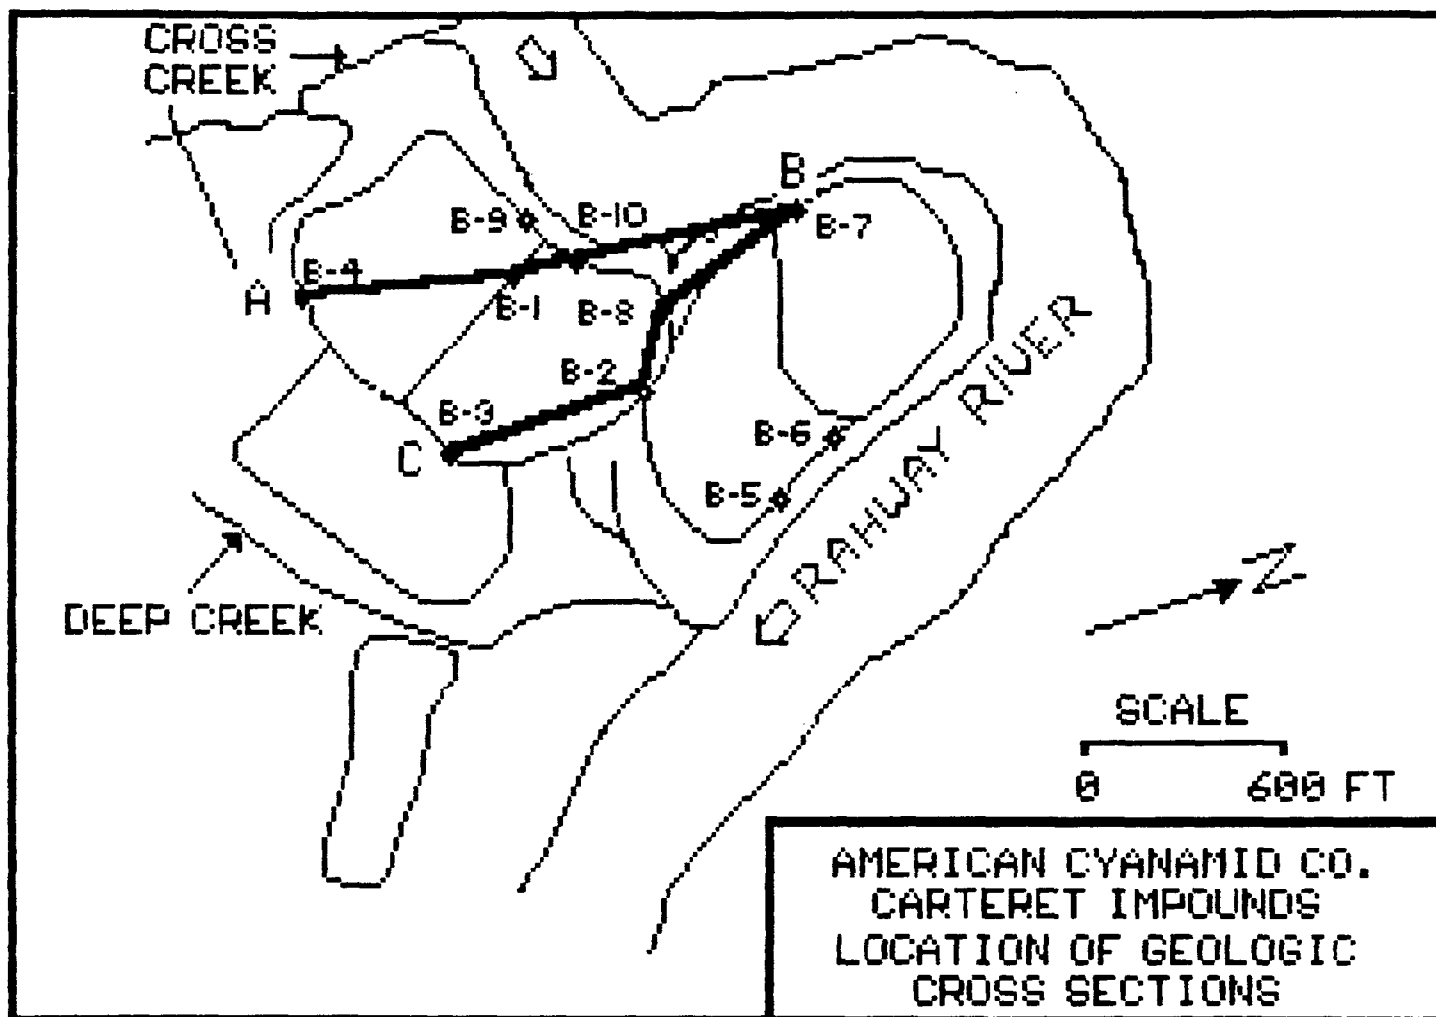 CROSS
CREEK
B
B-9
B-10
B-7
A
B-4
B-1
B-8
B-2
B-3
C
B-6
B-5
RAHWAY RIVER
N
DEEP CREEK
SCALE
0 600 FT
AMERICAN CYANAMID CO.
CARTERET IMPOUNDS
LOCATION OF GEOLOGIC
CROSS SECTIONS